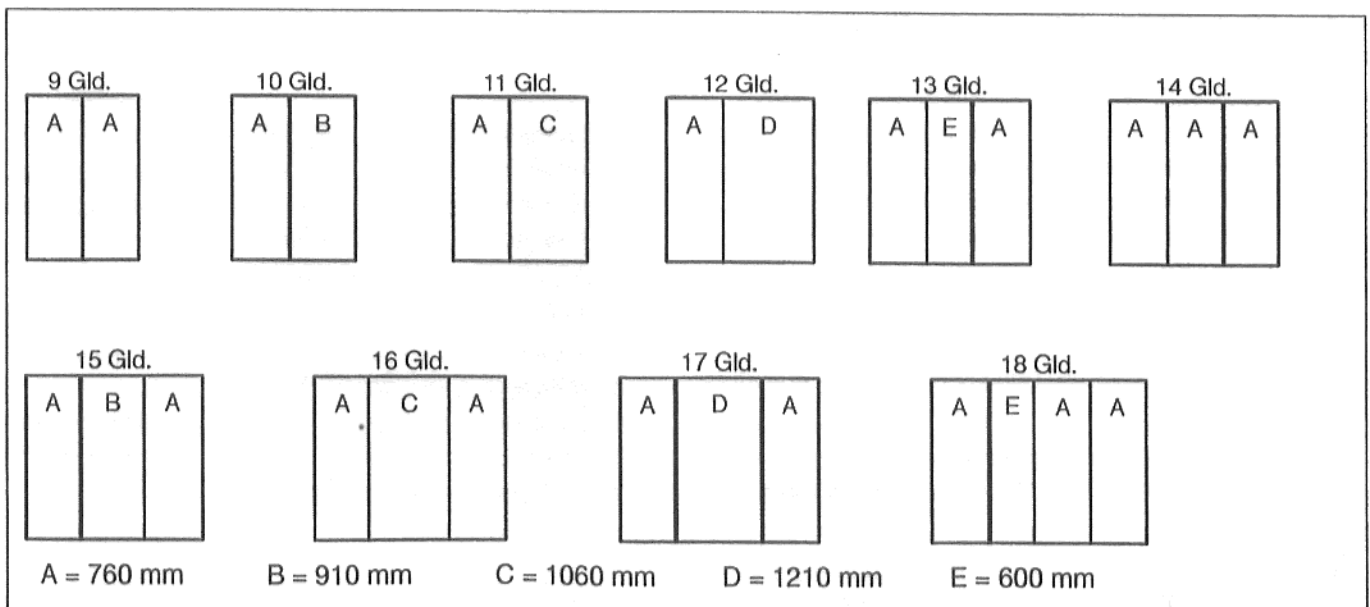 9 Gld. 10 Gld. 11 Gld. 12 Gld. 13 Gld. 14 Gld.
A A A B A C A D A E A A A A
15 Gld. 16 Gld. 17 Gld. 18 Gld.
A B A A C A A D A A E A A
A = 760 mm B = 910 mm C = 1060 mm D = 1210 mm E = 600 mm